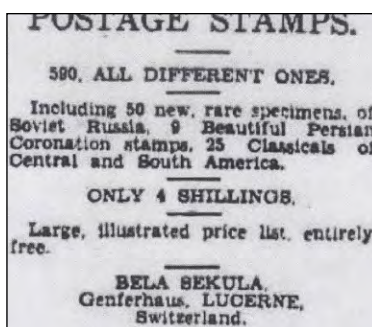 POSTAGE STAMPS.
590, ALL DIFFERENT ONES.
Including 50 new, rare specimens, of
Soviet Russia, 9 Beautiful Persian
Coronation stamps, 25 Classicals of
Central and South America.
ONLY 4 SHILLINGS.
Large, illustrated price list, entirely
free.
BELA SEKULA,
Genferhaus, LUCERNE,
Switzerland.